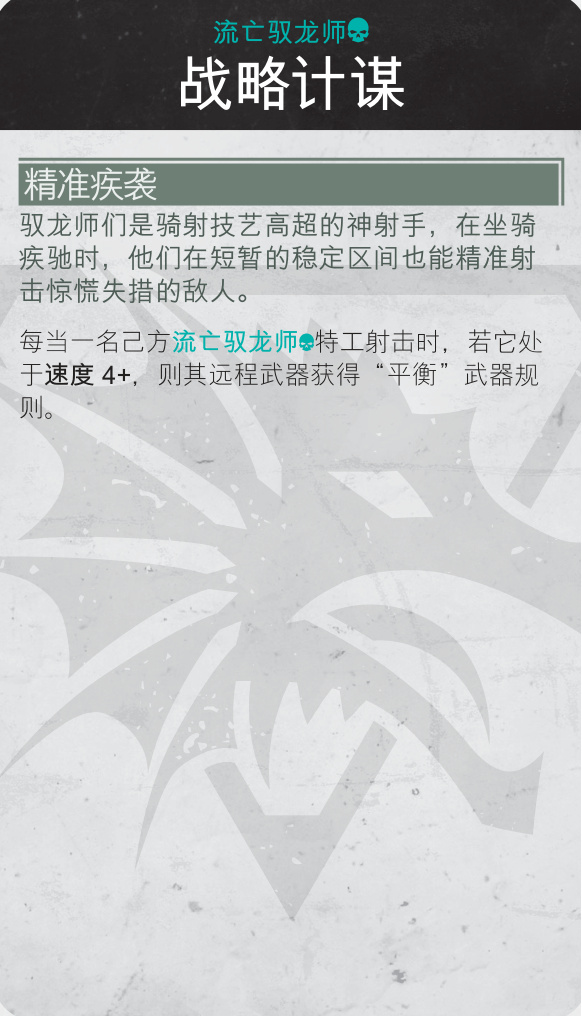 流亡驭龙师
战略计谋
精准疾袭
驭龙师们是骑射技艺高超的神射手，在坐骑
疾驰时，他们在短暂的稳定区间也能精准射
击惊慌失措的敌人。
每当一名己方流亡驭龙师特工射击时，若它处
于速度 4+，则其远程武器获得“平衡”武器规
则。